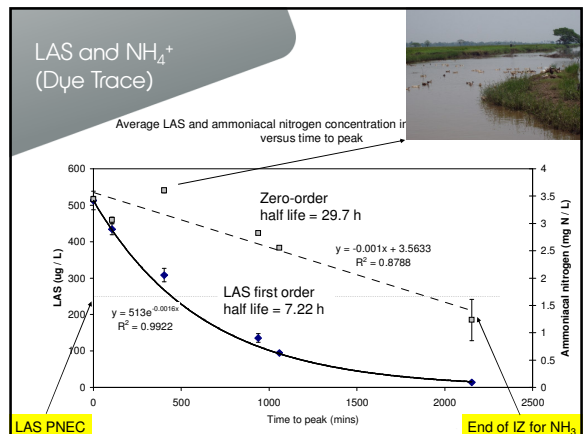 LAS and NH₄⁺
(Dye Trace)
Average LAS and ammoniacal nitrogen concentration in
versus time to peak
600
500
400
300
200
100
0
LAS (ug / L)
4
3.5
3
2.5
2
1.5
1
0.5
0
Ammoniacal nitrogen (mg N / L)
Zero-order
half life = 29.7 h
y = -0.001x + 3.5633
R² = 0.8788
LAS first order
half life = 7.22 h
y = 513e^-0.0016x
R² = 0.9922
0 500 1000 1500 2000 2500
Time to peak (mins)
LAS PNEC
End of IZ for NH₃